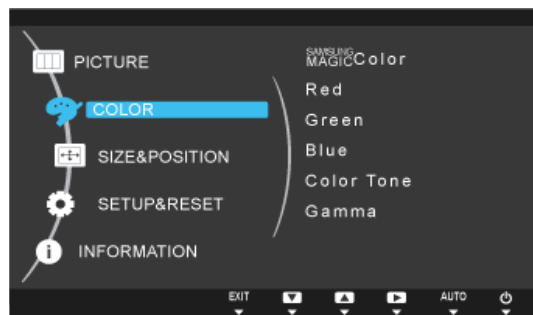 PICTURE
COLOR
SIZE&POSITION
SETUP&RESET
INFORMATION
SAMSUNG
MAGIC Color
Red
Green
Blue
Color Tone
Gamma
EXIT
AUTO